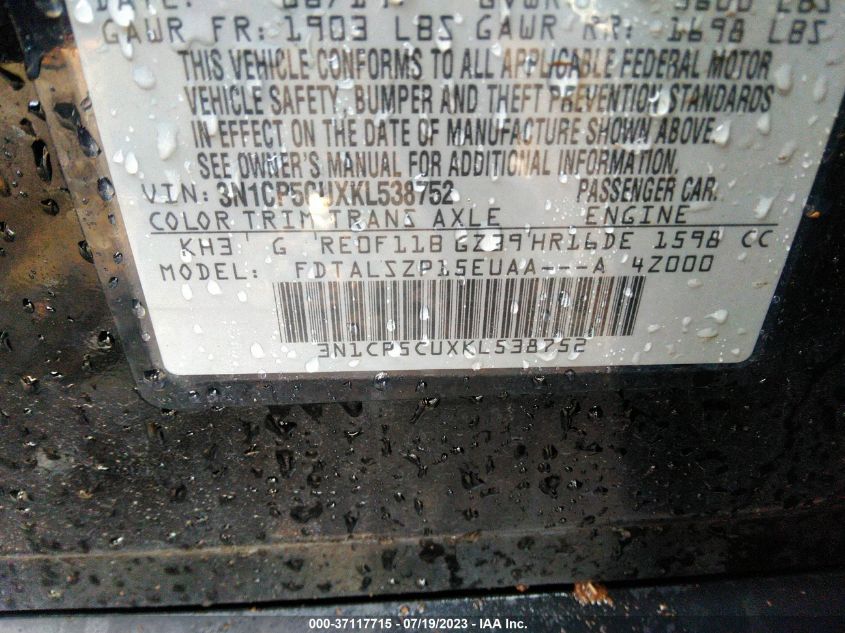 GAWR FR: 1903 LBS GAWR RR: 1698 LBS
THIS VEHICLE CONFORMS TO ALL APPLICABLE FEDERAL MOTOR
VEHICLE SAFETY, BUMPER AND THEFT PREVENTION STANDARDS
IN EFFECT ON THE DATE OF MANUFACTURE SHOWN ABOVE.
SEE OWNER'S MANUAL FOR ADDITIONAL INFORMATION.
VIN: 3N1CP5CUXKL538752 PASSENGER CAR.
COLOR TRIM TRANS AXLE ENGINE
KH3 G RE0F11B GZ39 HR16DE 1598 CC
MODEL: FDTALSZP15EUAA---A 4Z000
3N1CP5CUXKL538752
000-37117715 - 07/19/2023 - IAA Inc.